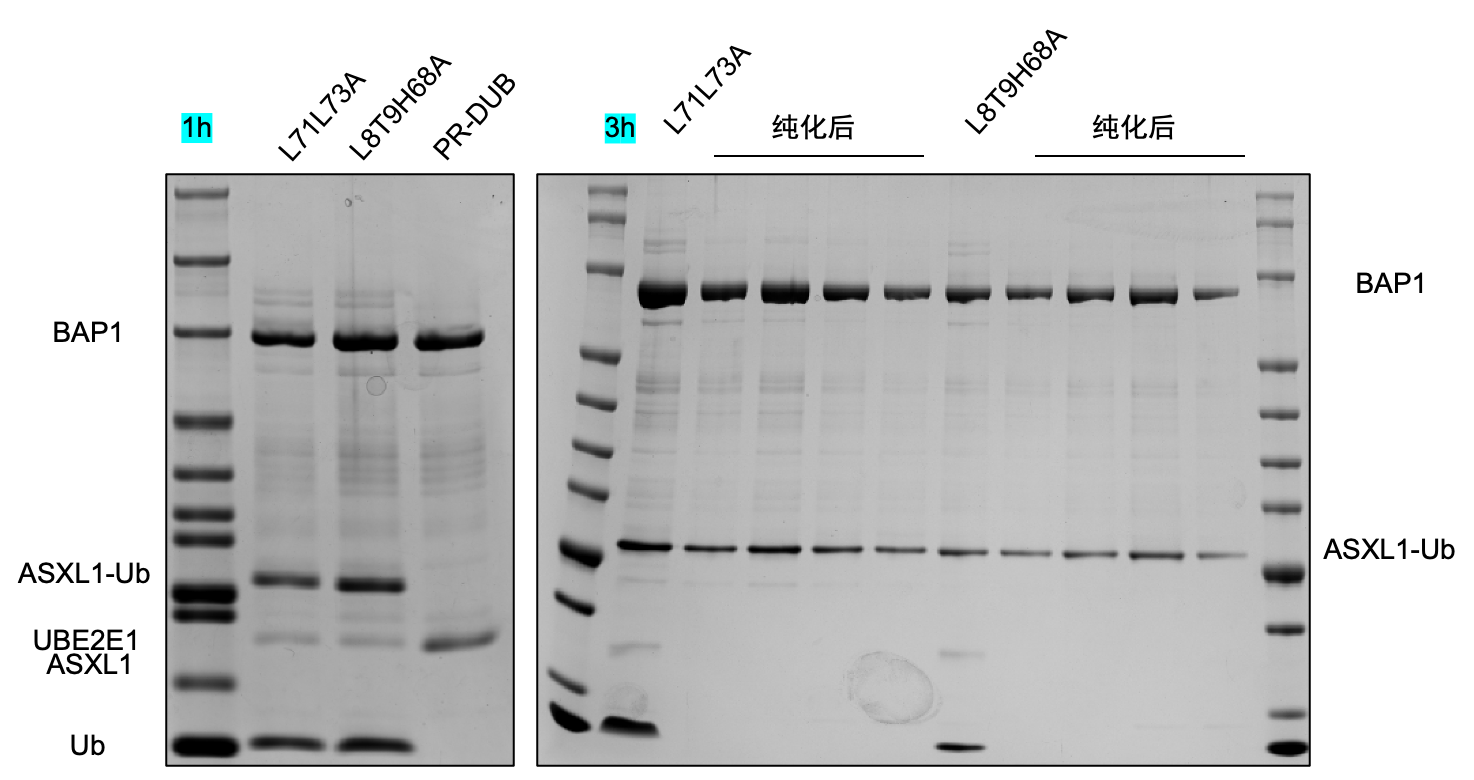 1h
L71L73A
L8T9H68A
PR-DUB
BAP1
ASXL1-Ub
UBE2E1
ASXL1
Ub
3h
L71L73A
纯化后
L8T9H68A
纯化后
BAP1
ASXL1-Ub